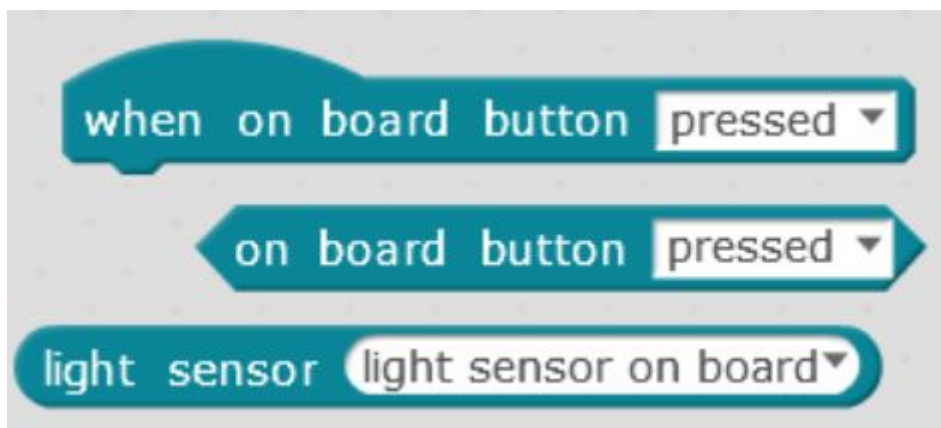 when on board button pressed
on board button pressed
light sensor light sensor on board